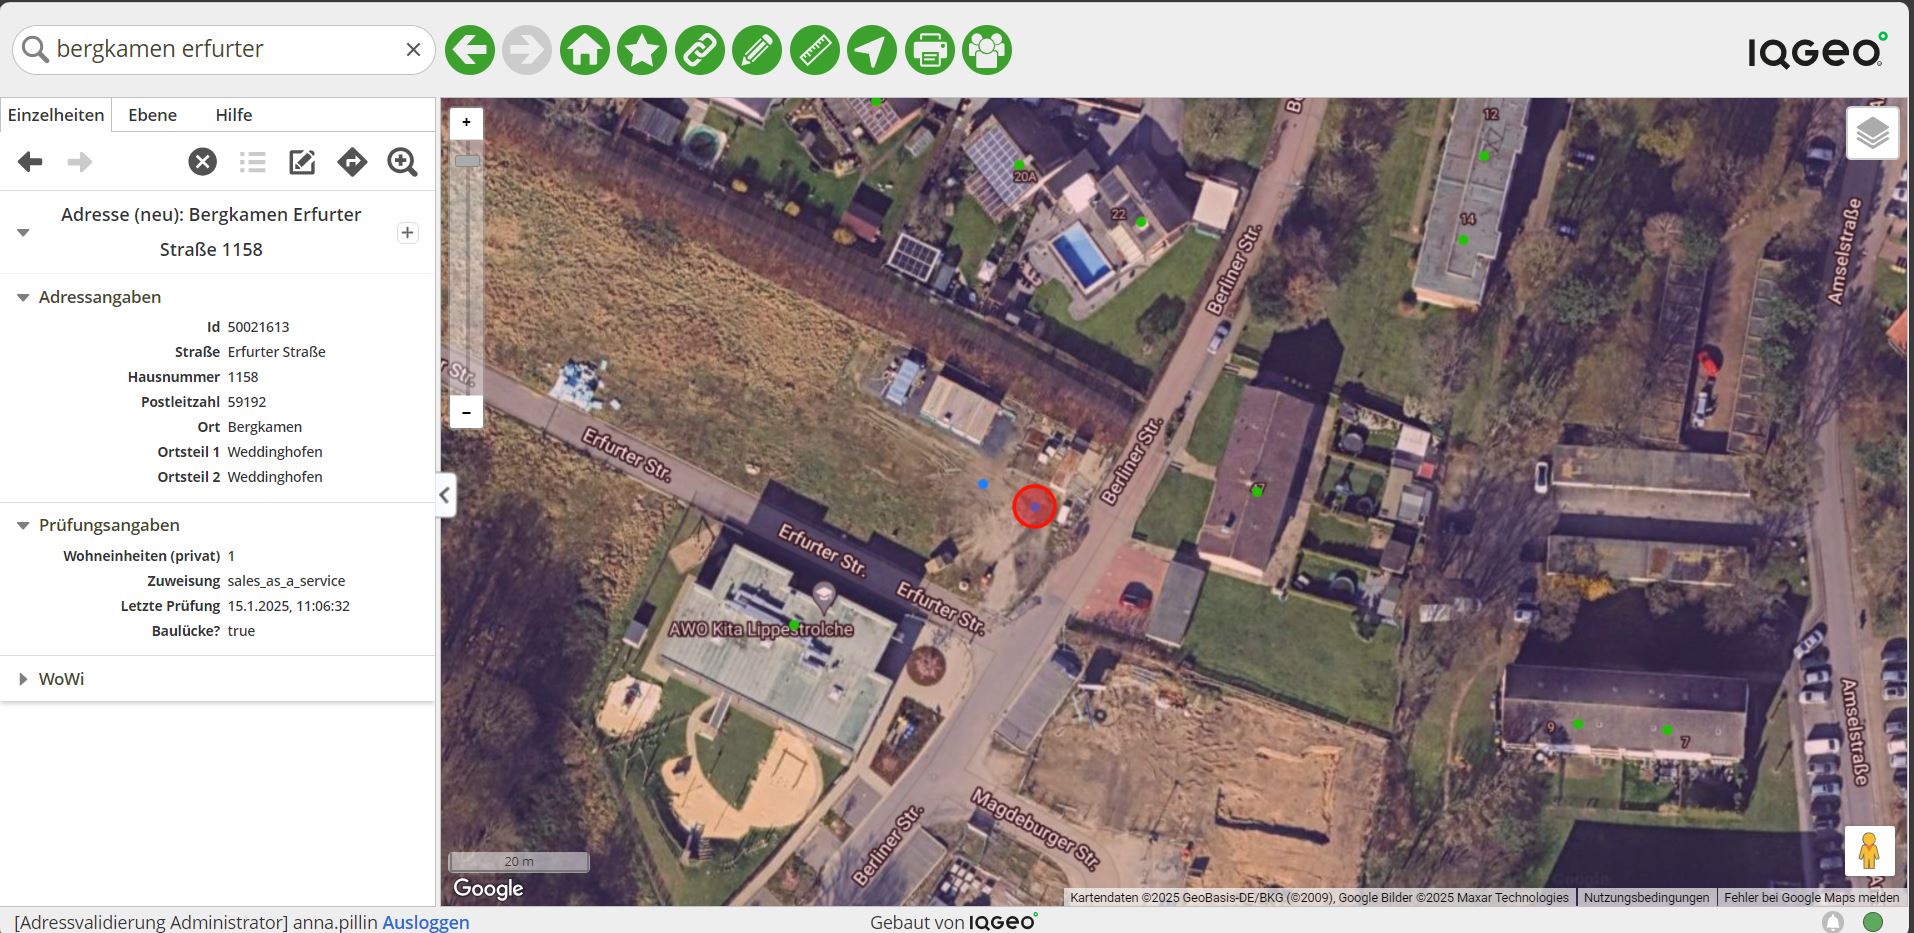 bergkamen erfurter
IQGEO
Einzelheiten
Ebene
Hilfe
Adresse (neu): Bergkamen Erfurter
Straße 1158
Adressangaben
Id 50021613
Straße Erfurter Straße
Hausnummer 1158
Postleitzahl 59192
Ort Bergkamen
Ortsteil 1 Weddinghofen
Ortsteil 2 Weddinghofen
Prüfungsangaben
Wohneinheiten (privat) 1
Zuweisung sales_as_a_service
Letzte Prüfung 15.1.2025, 11:06:32
Baulücke? true
WoWi
+
−
12
20A
22
14
Berliner Str.
Amselstraße
Erfurter Str.
Berliner Str.
Erfurter Str.
Erfurter Str.
AWO Kita Lippestrolche
9
7
Amselstraße
Magdeburger Str.
Berliner Str.
20 m
Google
Kartendaten ©2025 GeoBasis-DE/BKG (©2009), Google Bilder ©2025 Maxar Technologies
Nutzungsbedingungen
Fehler bei Google Maps melden
[Adressvalidierung Administrator] anna.pillin Ausloggen
Gebaut von IQGEO